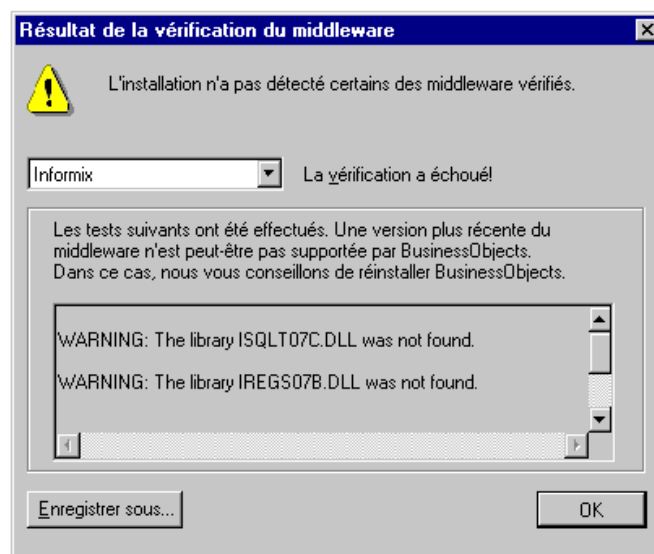 Résultat de la vérification du middleware
L'installation n'a pas détecté certains des middleware vérifiés.
Informix
La vérification a échoué!
Les tests suivants ont été effectués. Une version plus récente du
middleware n'est peut-être pas supportée par BusinessObjects.
Dans ce cas, nous vous conseillons de réinstaller BusinessObjects.
WARNING: The library ISQLT07C.DLL was not found.
WARNING: The library IREGS07B.DLL was not found.
Enregistrer sous...
OK